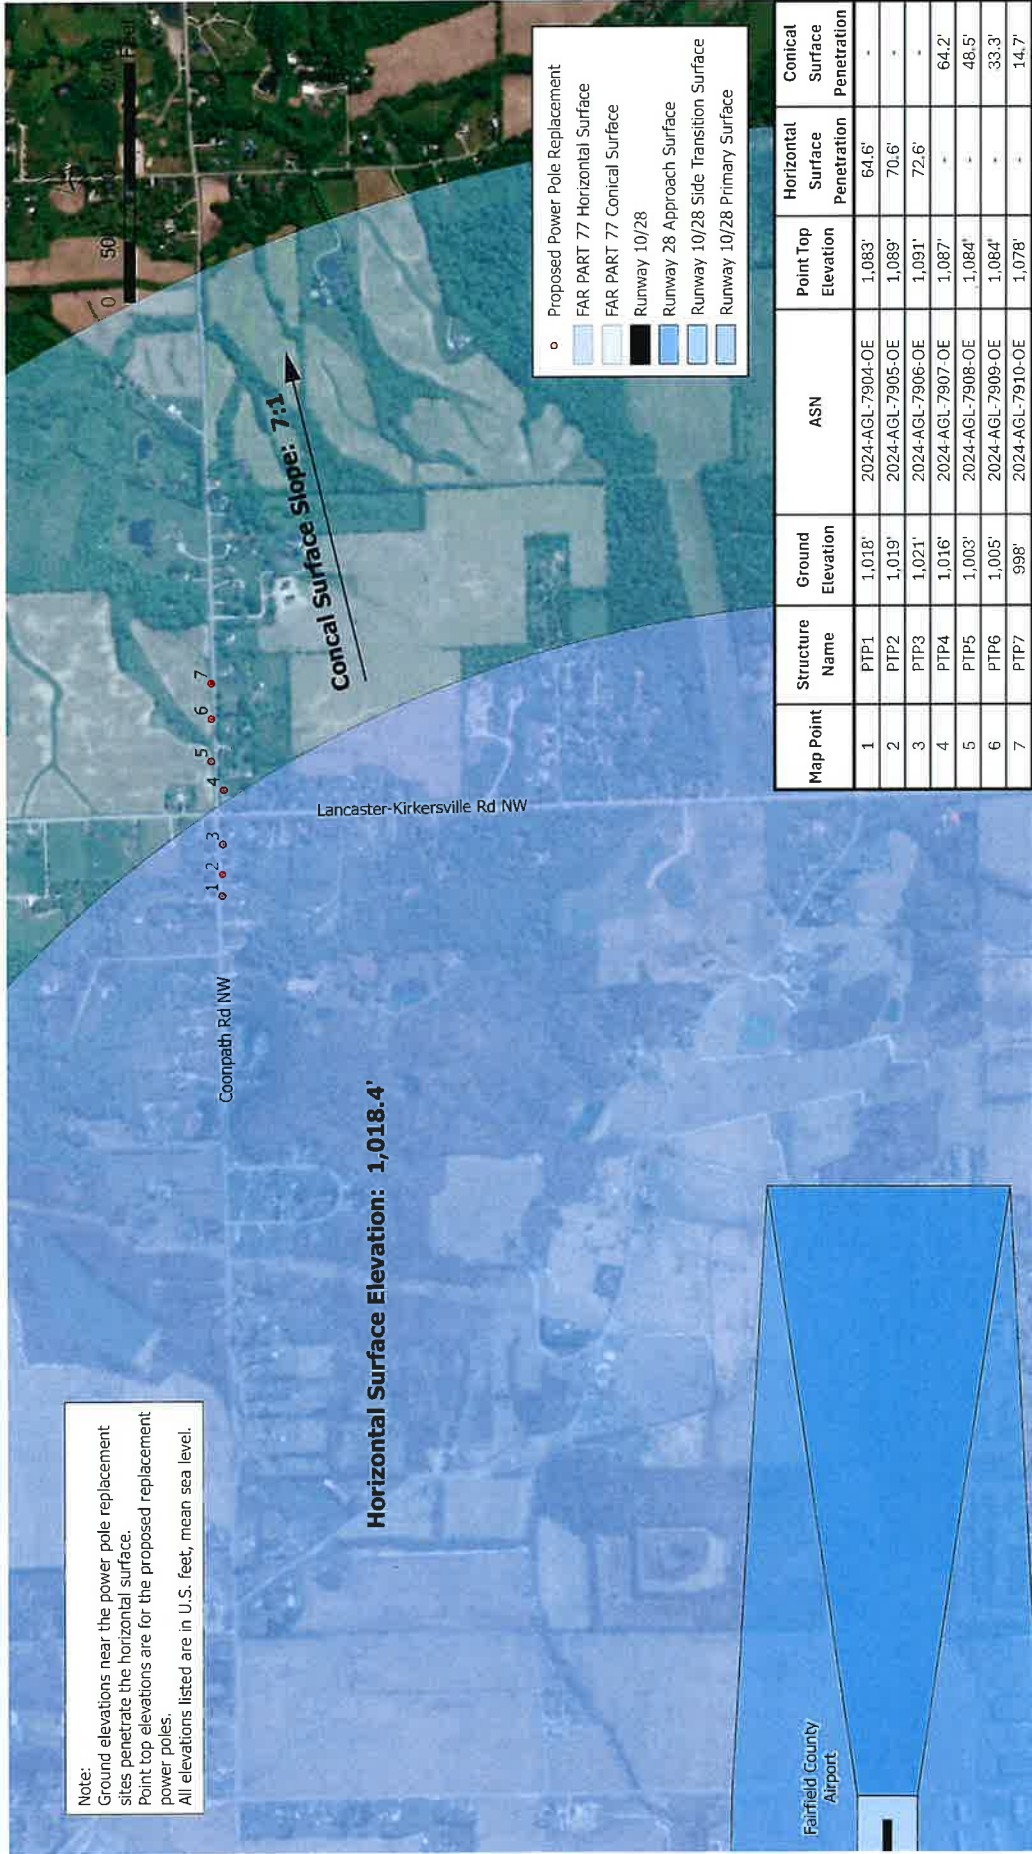 Note:
Ground elevations near the power pole replacement
sites penetrate the horizontal surface.
Point top elevations are for the proposed replacement
power poles.
All elevations listed are in U.S. feet, mean sea level.
0
Feet
Coonpath Rd NW
1
2
3
4
5
6
7
Lancaster-Kirkersville Rd NW
Concal Surface Slope: 7:1
Horizontal Surface Elevation: 1,018.4'
Fairfield County
Airport
Proposed Power Pole Replacement
FAR PART 77 Horizontal Surface
FAR PART 77 Conical Surface
Runway 10/28
Runway 28 Approach Surface
Runway 10/28 Side Transition Surface
Runway 10/28 Primary Surface
Map Point Structure Name Ground Elevation ASN Point Top Elevation Horizontal Surface Penetration Conical Surface Penetration
1 PTP1 1,018' 2024-AGL-7904-OE 1,083' 64.6' -
2 PTP2 1,019' 2024-AGL-7905-OE 1,089' 70.6' -
3 PTP3 1,021' 2024-AGL-7906-OE 1,091' 72.6' -
4 PTP4 1,016' 2024-AGL-7907-OE 1,087' - 64.2'
5 PTP5 1,003' 2024-AGL-7908-OE 1,084' - 48.5'
6 PTP6 1,005' 2024-AGL-7909-OE 1,084' - 33.3'
7 PTP7 998' 2024-AGL-7910-OE 1,078' - 14.7'